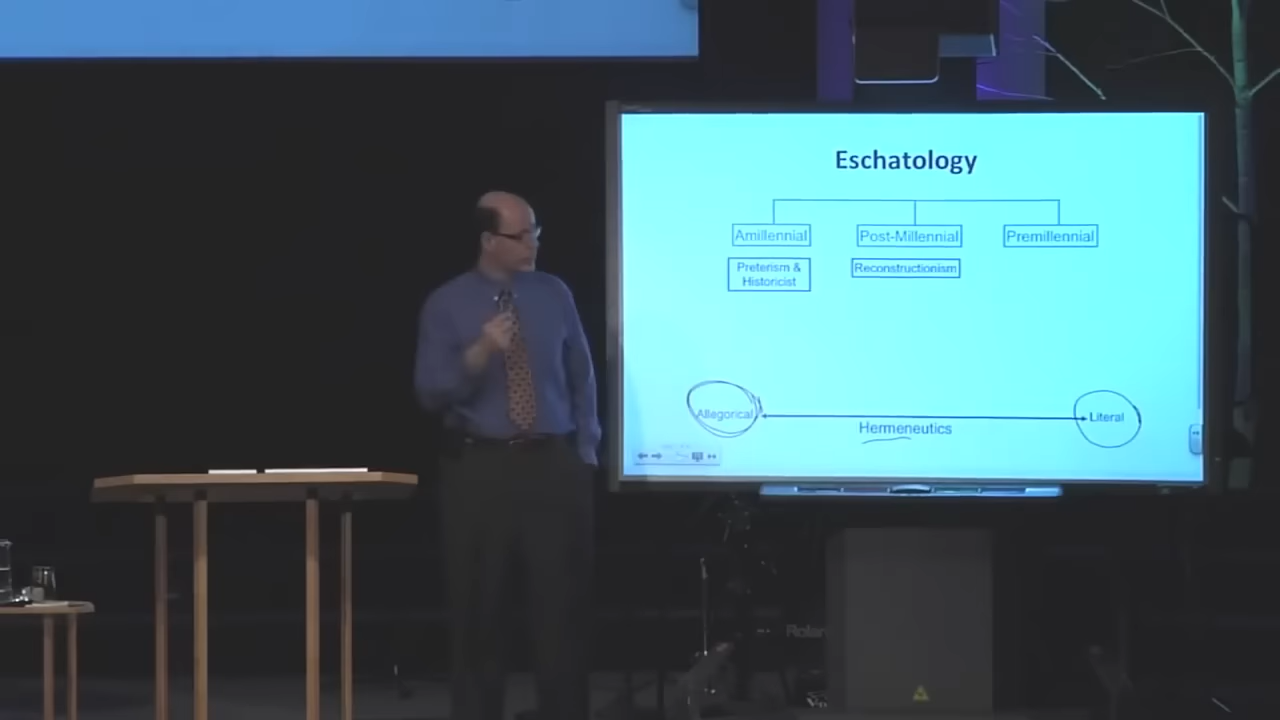 Eschatology
Amillennial
Post-Millennial
Premillennial
Preterism &
Historicist
Reconstructionism
Allegorical
Hermeneutics
Literal
Roland